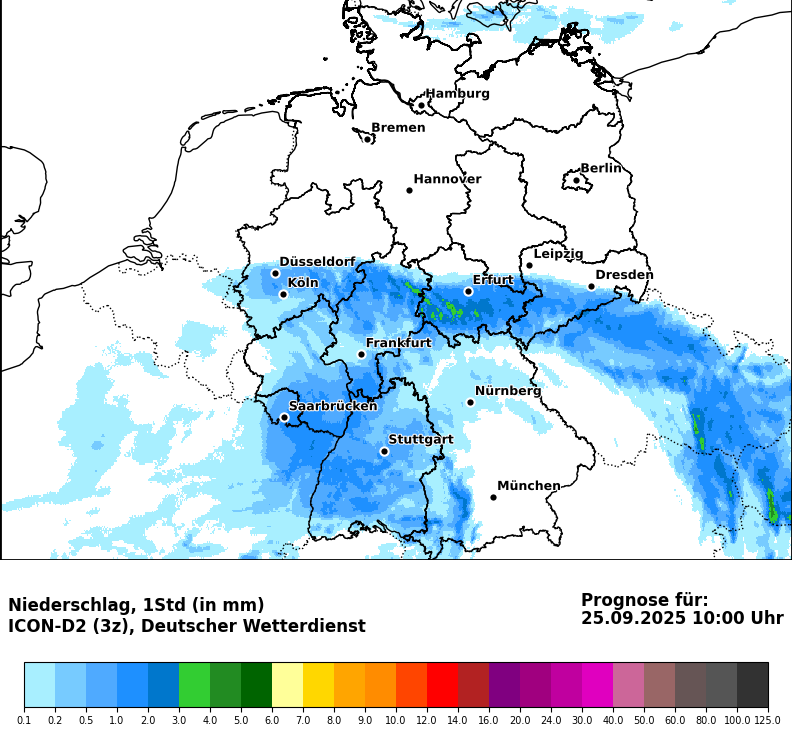 Hamburg
Bremen
Berlin
Hannover
Leipzig
Düsseldorf
Dresden
Köln
Erfurt
Frankfurt
Nürnberg
Saarbrücken
Stuttgart
München
Niederschlag, 1Std (in mm)
ICON-D2 (3z), Deutscher Wetterdienst
Prognose für:
25.09.2025 10:00 Uhr
0.1 0.2 0.5 1.0 2.0 3.0 4.0 5.0 6.0 7.0 8.0 9.0 10.0 12.0 14.0 16.0 20.0 24.0 30.0 40.0 50.0 60.0 80.0 100.0 125.0